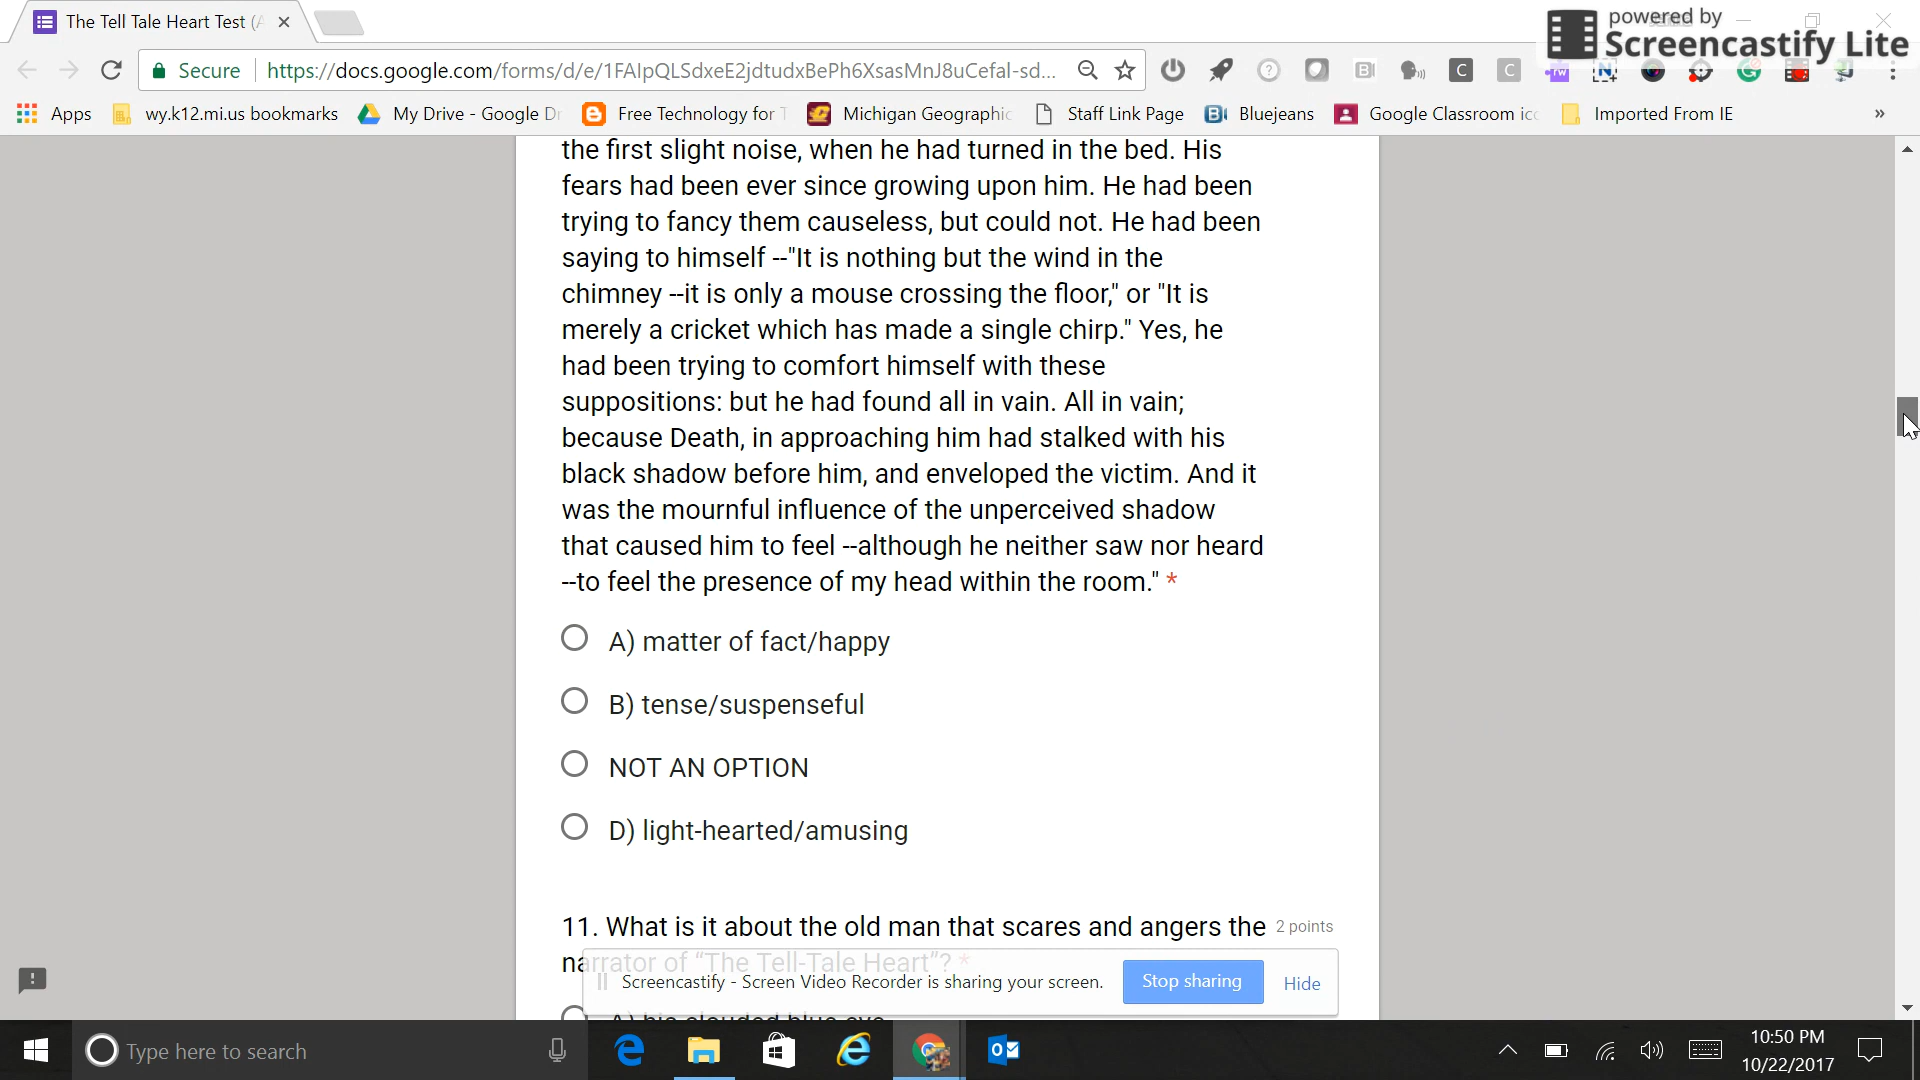 The Tell Tale Heart Test (A
powered by
Screencastify Lite
Secure
https://docs.google.com/forms/d/e/1FAIpQLSdxeE2jdtudxBePh6XsasMnJ8uCefal-sd...
Apps
wy.k12.mi.us bookmarks
My Drive - Google Dr
Free Technology for T
Michigan Geographic
Staff Link Page
Bluejeans
Google Classroom ico
Imported From IE
»
the first slight noise, when he had turned in the bed. His
fears had been ever since growing upon him. He had been
trying to fancy them causeless, but could not. He had been
saying to himself --"It is nothing but the wind in the
chimney --it is only a mouse crossing the floor," or "It is
merely a cricket which has made a single chirp." Yes, he
had been trying to comfort himself with these
suppositions: but he had found all in vain. All in vain;
because Death, in approaching him had stalked with his
black shadow before him, and enveloped the victim. And it
was the mournful influence of the unperceived shadow
that caused him to feel --although he neither saw nor heard
--to feel the presence of my head within the room." *
A) matter of fact/happy
B) tense/suspenseful
NOT AN OPTION
D) light-hearted/amusing
11. What is it about the old man that scares and angers the
2 points
narrator of “The Tell-Tale Heart”? *
Screencastify - Screen Video Recorder is sharing your screen.
Stop sharing
Hide
A) his clouded blue eye
Type here to search
10:50 PM
10/22/2017